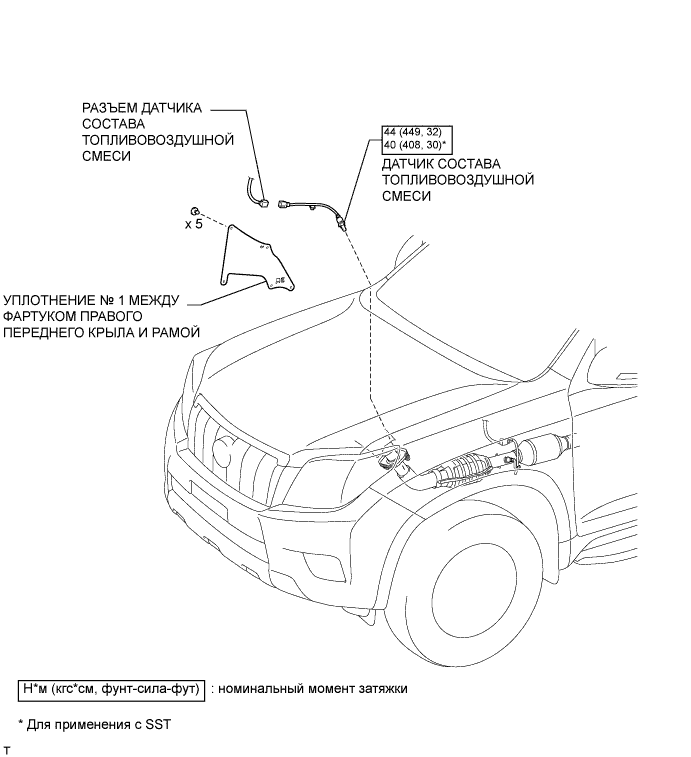 РАЗЪЕМ ДАТЧИКА
СОСТАВА
ТОПЛИВОВОЗДУШНОЙ
СМЕСИ
44 (449, 32)
40 (408, 30)*
ДАТЧИК СОСТАВА
ТОПЛИВОВОЗДУШНОЙ
СМЕСИ
x 5
УПЛОТНЕНИЕ № 1 МЕЖДУ
ФАРТУКОМ ПРАВОГО
ПЕРЕДНЕГО КРЫЛА И РАМОЙ
Н*м (кгс*см, фунт-сила-фут) : номинальный момент затяжки
* Для применения с SST
T